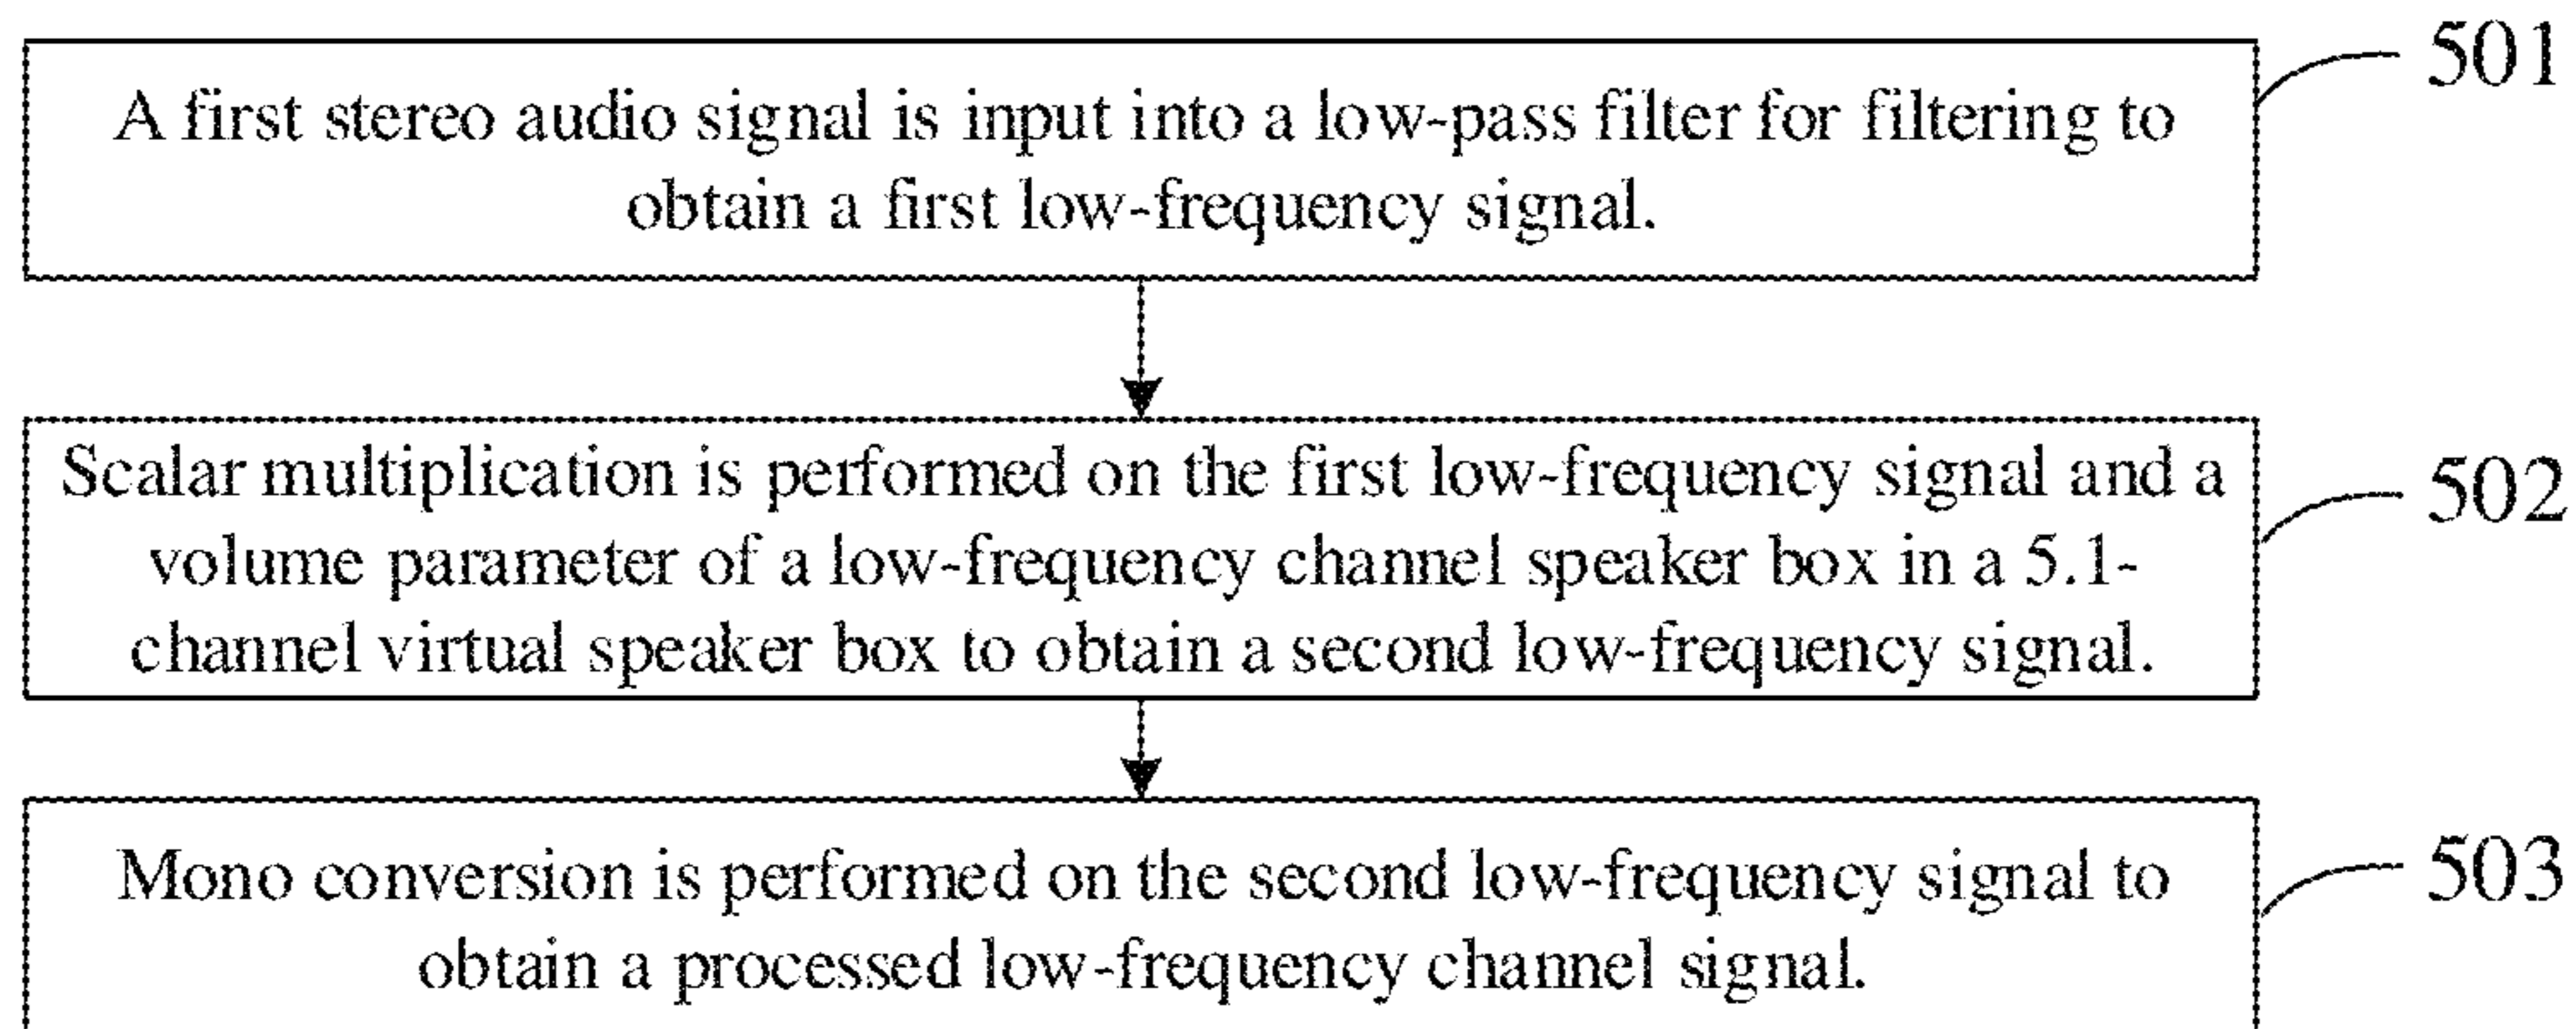 501
A first stereo audio signal is input into a low-pass filter for filtering to
obtain a first low-frequency signal.
502
Scalar multiplication is performed on the first low-frequency signal and a
volume parameter of a low-frequency channel speaker box in a 5.1-
channel virtual speaker box to obtain a second low-frequency signal.
503
Mono conversion is performed on the second low-frequency signal to
obtain a processed low-frequency channel signal.